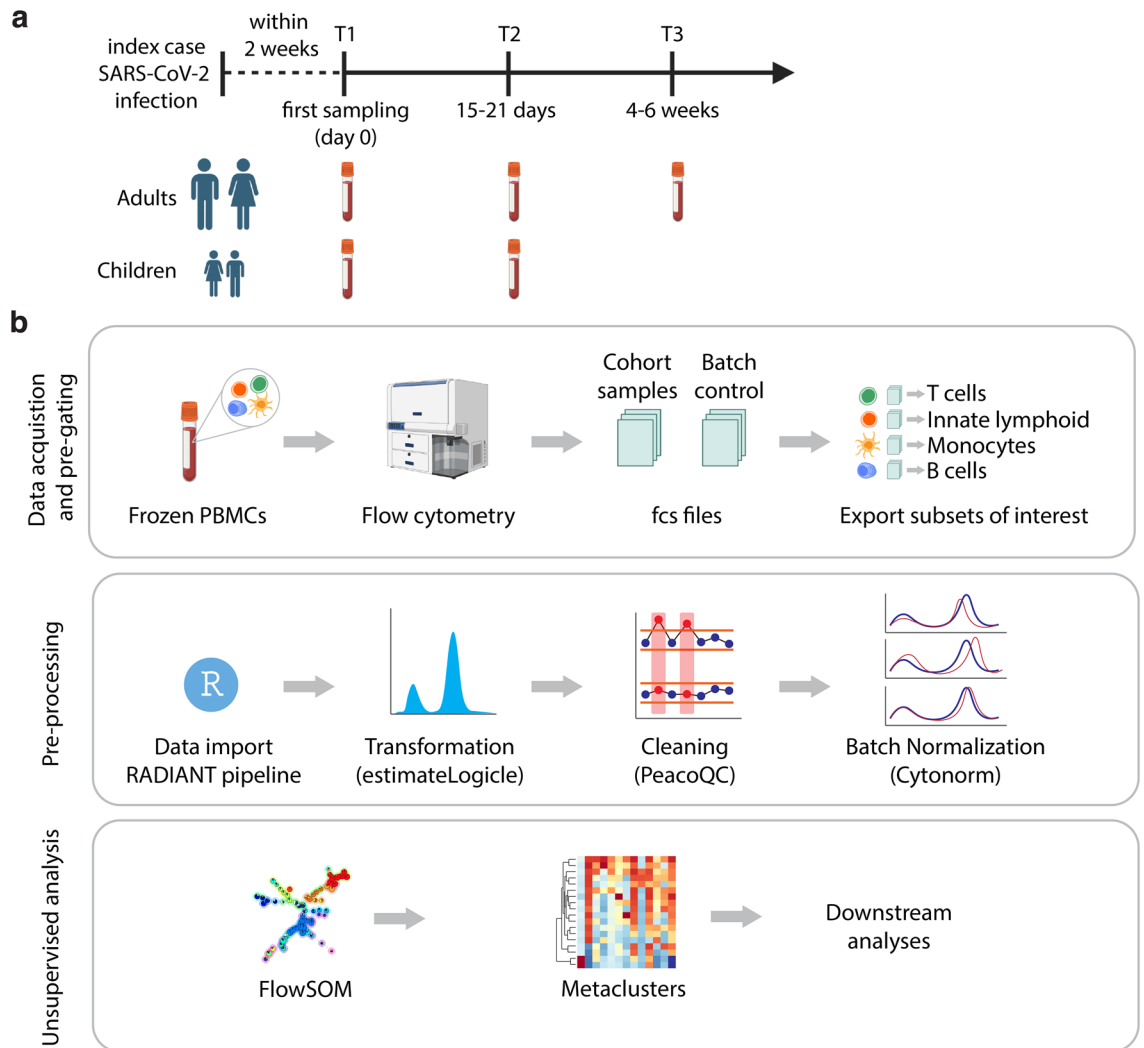 a
within
2 weeks
T1
T2
T3
index case
SARS-CoV-2
infection
first sampling
(day 0)
15-21 days
4-6 weeks
Adults
Children
b
Data acquistion
and pre-gating
Cohort
samples
Batch
control
T cells
Innate lymphoid
Monocytes
B cells
Frozen PBMCs
Flow cytometry
fcs files
Export subsets of interest
Pre-processing
R
Data import
RADIANT pipeline
Transformation
(estimateLogicle)
Cleaning
(PeacoQC)
Batch Normalization
(Cytonorm)
Unsupervised analysis
FlowSOM
Metaclusters
Downstream
analyses